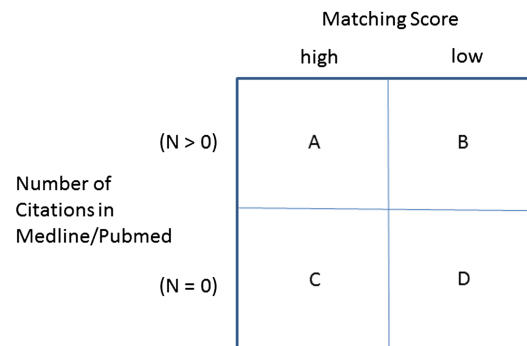 Matching Score
high low
(N > 0) A B
Number of
Citations in
Medline/Pubmed
(N = 0) C D